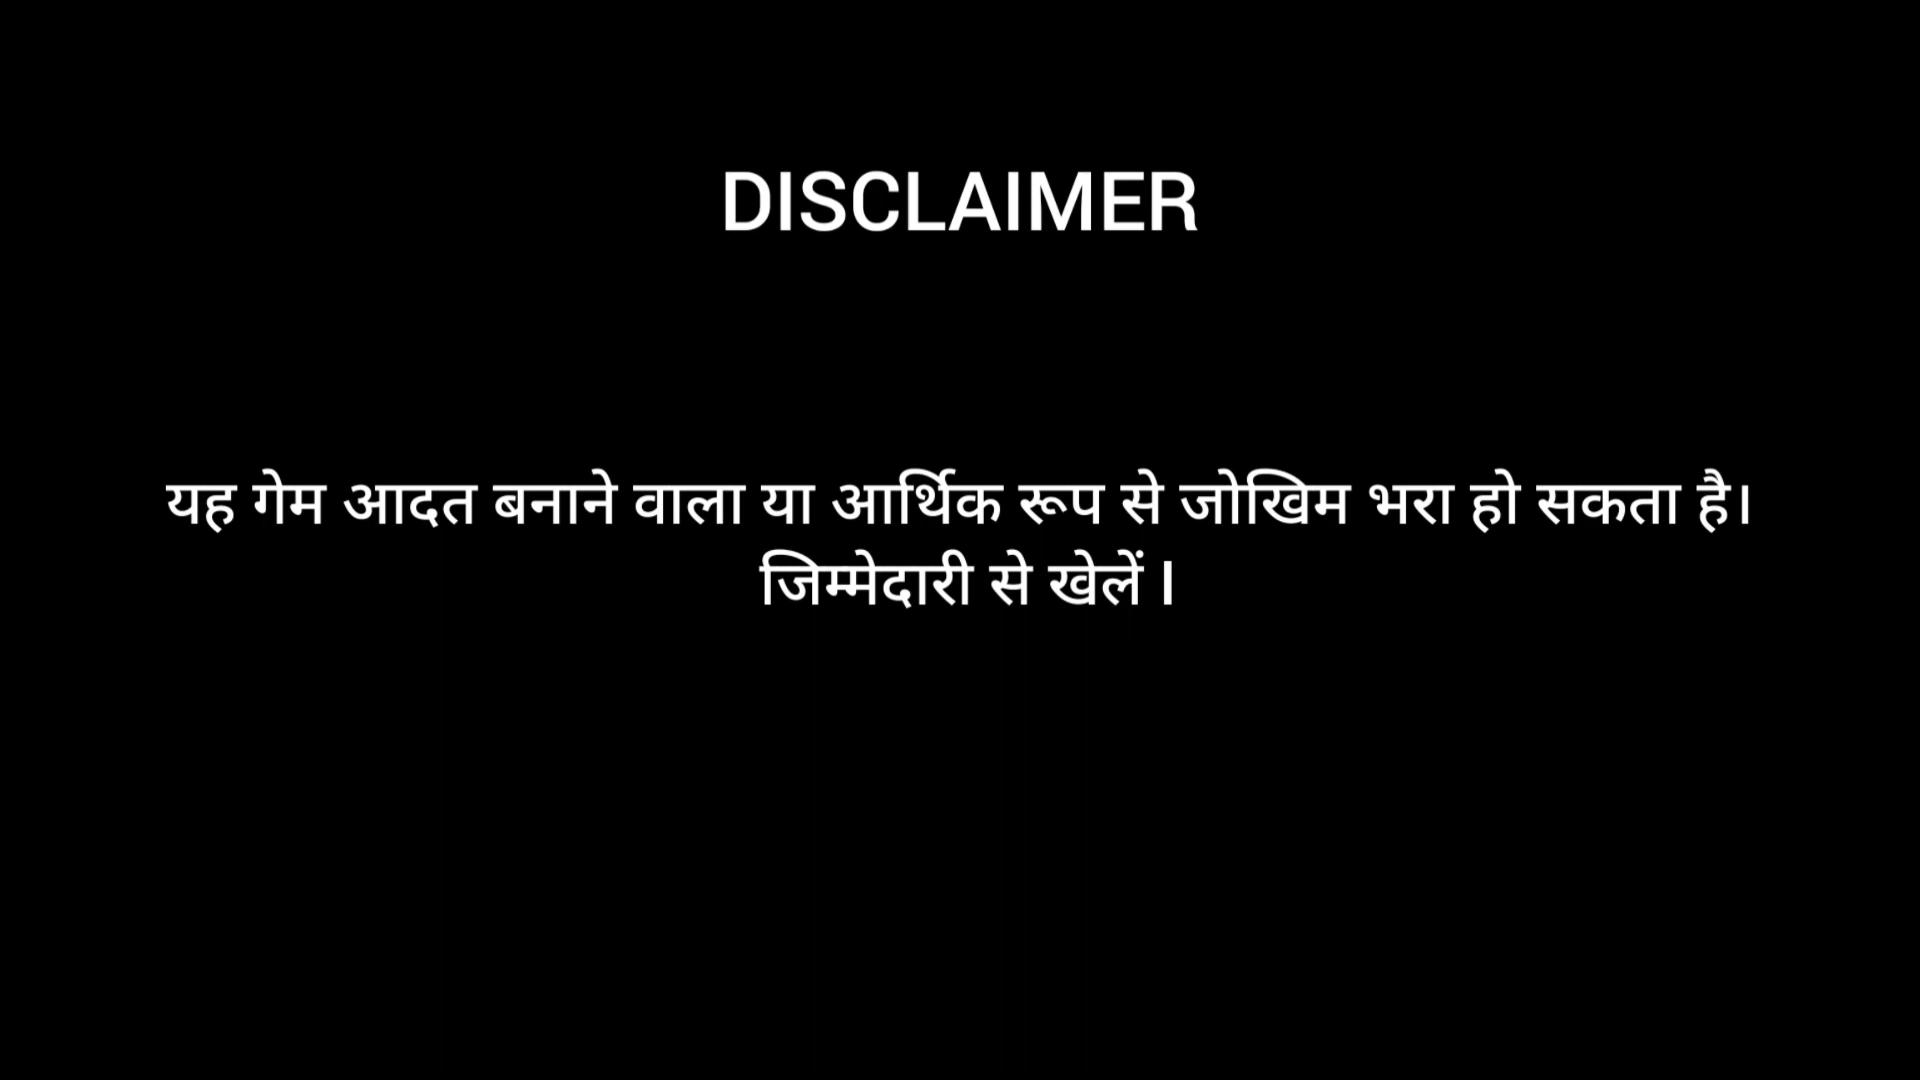 DISCLAIMER
यह गेम आदत बनाने वाला या आर्थिक रूप से जोखिम भरा हो सकता है।
जिम्मेदारी से खेलें l